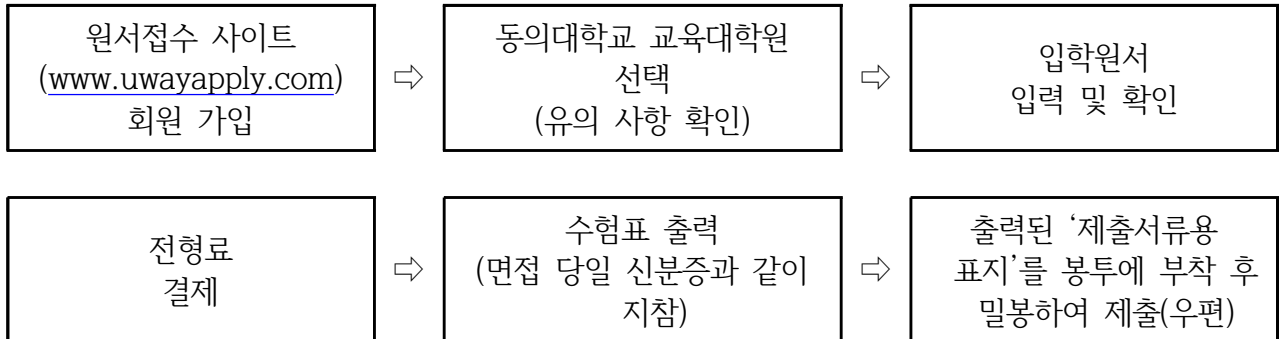 원서접수 사이트
(www.uwayapply.com)
회원 가입
⇨
동의대학교 교육대학원
선택
(유의 사항 확인)
⇨
입학원서
입력 및 확인
전형료
결제
⇨
수험표 출력
(면접 당일 신분증과 같이
지참)
⇨
출력된 ‘제출서류용
표지’를 봉투에 부착 후
밀봉하여 제출(우편)